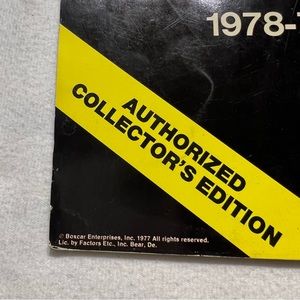 1978-
AUTHORIZED
COLLECTOR'S EDITION
© Boxcar Enterprises, Inc. 1977 All rights reserved.
Lic. by Factors Etc., Inc. Bear, De.